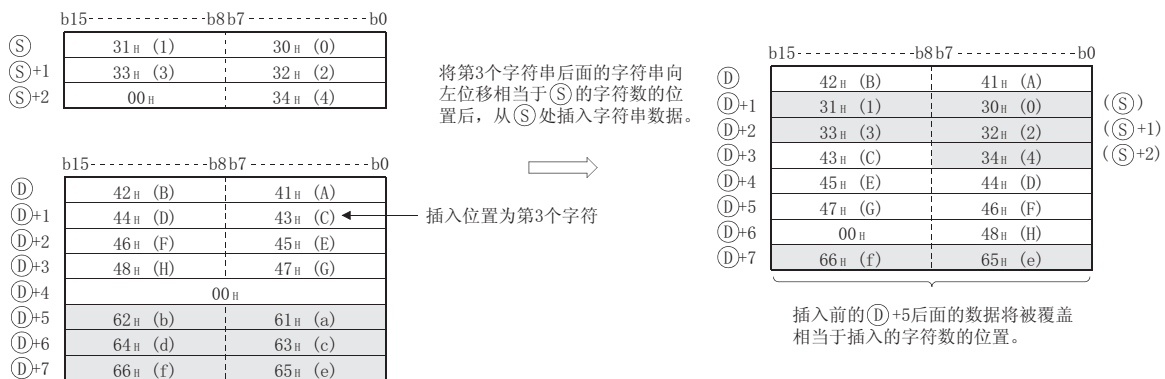 b15--------------b8b7-------------b0
Ⓢ 31H (1) 30H (0)
Ⓢ+1 33H (3) 32H (2)
Ⓢ+2 00H 34H (4)
b15--------------b8b7-------------b0
Ⓓ 42H (B) 41H (A)
Ⓓ+1 44H (D) 43H (C) 插入位置为第3个字符
Ⓓ+2 46H (F) 45H (E)
Ⓓ+3 48H (H) 47H (G)
Ⓓ+4 00H
Ⓓ+5 62H (b) 61H (a)
Ⓓ+6 64H (d) 63H (c)
Ⓓ+7 66H (f) 65H (e)
将第3个字符串后面的字符串向
左位移相当于Ⓢ的字符数的位
置后，从Ⓢ处插入字符串数据。
b15--------------b8b7-------------b0
Ⓓ 42H (B) 41H (A)
Ⓓ+1 31H (1) 30H (0) (Ⓢ)
Ⓓ+2 33H (3) 32H (2) (Ⓢ+1)
Ⓓ+3 43H (C) 34H (4) (Ⓢ+2)
Ⓓ+4 45H (E) 44H (D)
Ⓓ+5 47H (G) 46H (F)
Ⓓ+6 00H 48H (H)
Ⓓ+7 66H (f) 65H (e)
插入前的Ⓓ+5后面的数据将被覆盖
相当于插入的字符数的位置。